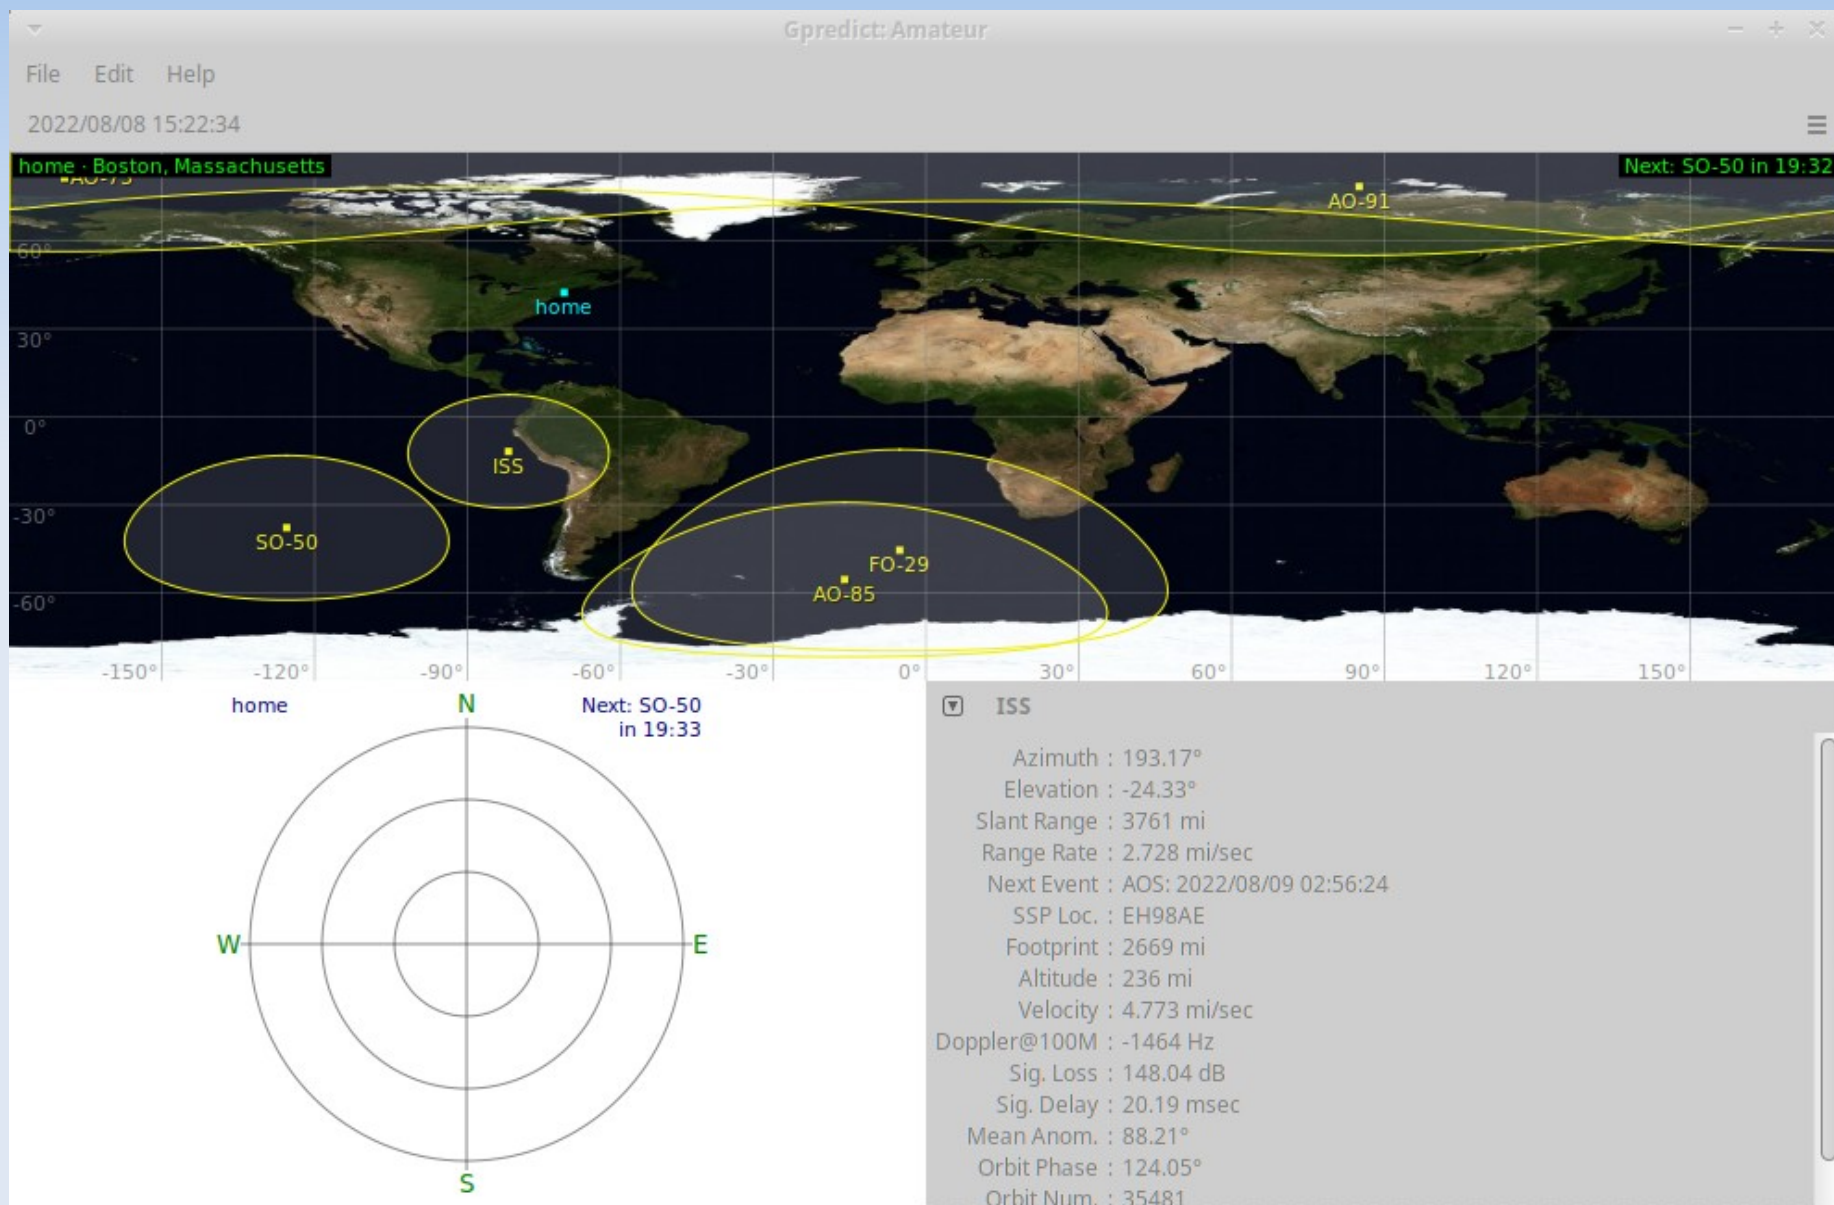 Gpredict: Amateur
File Edit Help
2022/08/08 15:22:34
home · Boston, Massachusetts
Next: SO-50 in 19:32
AO-73
AO-91
60°
home
30°
0°
ISS
-30°
SO-50
FO-29
AO-85
-60°
-150° -120° -90° -60° -30° 0° 30° 60° 90° 120° 150°
home
N
Next: SO-50
in 19:33
W
E
S
ISS
Azimuth : 193.17°
Elevation : -24.33°
Slant Range : 3761 mi
Range Rate : 2.728 mi/sec
Next Event : AOS: 2022/08/09 02:56:24
SSP Loc. : EH98AE
Footprint : 2669 mi
Altitude : 236 mi
Velocity : 4.773 mi/sec
Doppler@100M : -1464 Hz
Sig. Loss : 148.04 dB
Sig. Delay : 20.19 msec
Mean Anom. : 88.21°
Orbit Phase : 124.05°
Orbit Num. : 35481